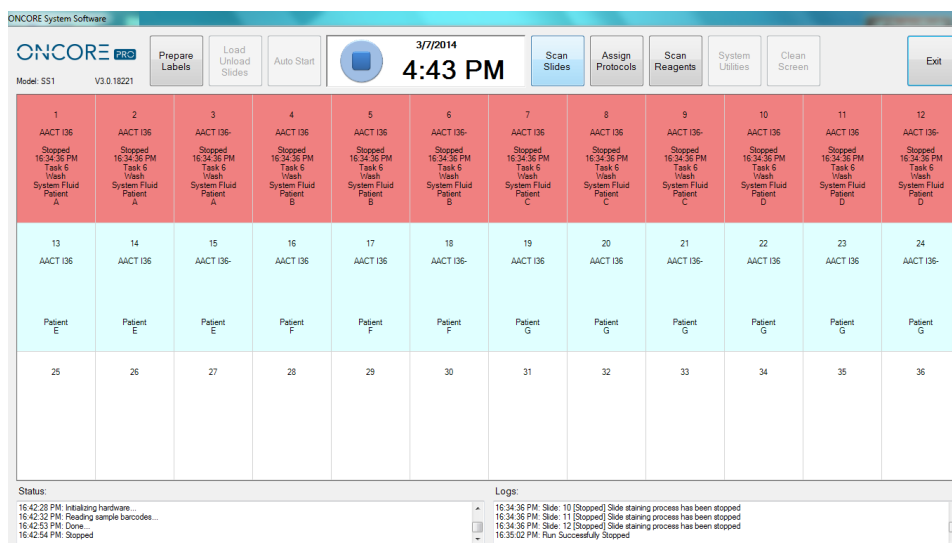 ONCORE System Software
ONCORE PRO
Model: SS1 V3.0.18221
Prepare Labels
Load Unload Slides
Auto Start
3/7/2014
4:43 PM
Scan Slides
Assign Protocols
Scan Reagents
System Utilities
Clean Screen
Exit
1 2 3 4 5 6 7 8 9 10 11 12
AACT I36 AACT I36 AACT I36- AACT I36 AACT I36 AACT I36- AACT I36 AACT I36 AACT I36- AACT I36 AACT I36 AACT I36-
Stopped Stopped Stopped Stopped Stopped Stopped Stopped Stopped Stopped Stopped Stopped Stopped
16:34:36 PM 16:34:36 PM 16:34:36 PM 16:34:36 PM 16:34:36 PM 16:34:36 PM 16:34:36 PM 16:34:36 PM 16:34:36 PM 16:34:36 PM 16:34:36 PM 16:34:36 PM
Task 6 Task 6 Task 6 Task 6 Task 6 Task 6 Task 6 Task 6 Task 6 Task 6 Task 6 Task 6
Wash Wash Wash Wash Wash Wash Wash Wash Wash Wash Wash Wash
System Fluid System Fluid System Fluid System Fluid System Fluid System Fluid System Fluid System Fluid System Fluid System Fluid System Fluid System Fluid
Patient Patient Patient Patient Patient Patient Patient Patient Patient Patient Patient Patient
A A A B B B C C C D D D
13 14 15 16 17 18 19 20 21 22 23 24
AACT I36 AACT I36 AACT I36- AACT I36 AACT I36 AACT I36- AACT I36 AACT I36 AACT I36- AACT I36 AACT I36 AACT I36-
Patient Patient Patient Patient Patient Patient Patient Patient Patient Patient Patient Patient
E E E F F F G G G G G G
25 26 27 28 29 30 31 32 33 34 35 36
Status:
16:42:28 PM: Initializing hardware...
16:42:32 PM: Reading sample barcodes...
16:42:53 PM: Done...
16:42:54 PM: Stopped
Logs:
16:34:36 PM: Slide: 10 [Stopped] Slide staining process has been stopped
16:34:36 PM: Slide: 11 [Stopped] Slide staining process has been stopped
16:34:36 PM: Slide: 12 [Stopped] Slide staining process has been stopped
16:35:02 PM: Run Successfully Stopped